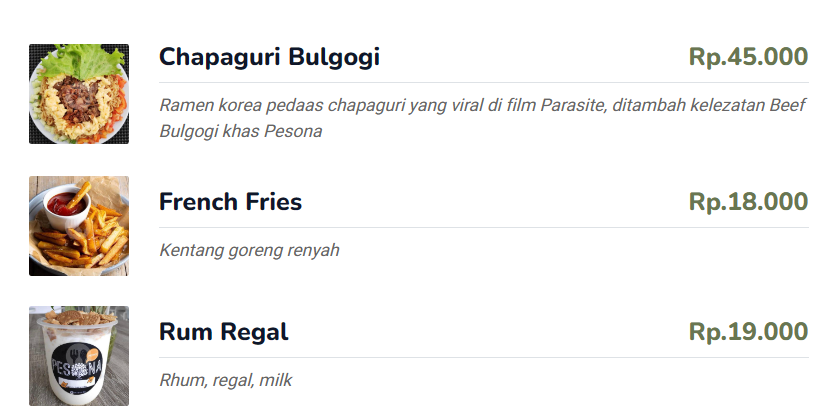 Chapaguri Bulgogi
Rp.45.000
Ramen korea pedaas chapaguri yang viral di film Parasite, ditambah kelezatan Beef
Bulgogi khas Pesona
French Fries
Rp.18.000
Kentang goreng renyah
Rum Regal
Rp.19.000
PESONA
Rhum, regal, milk